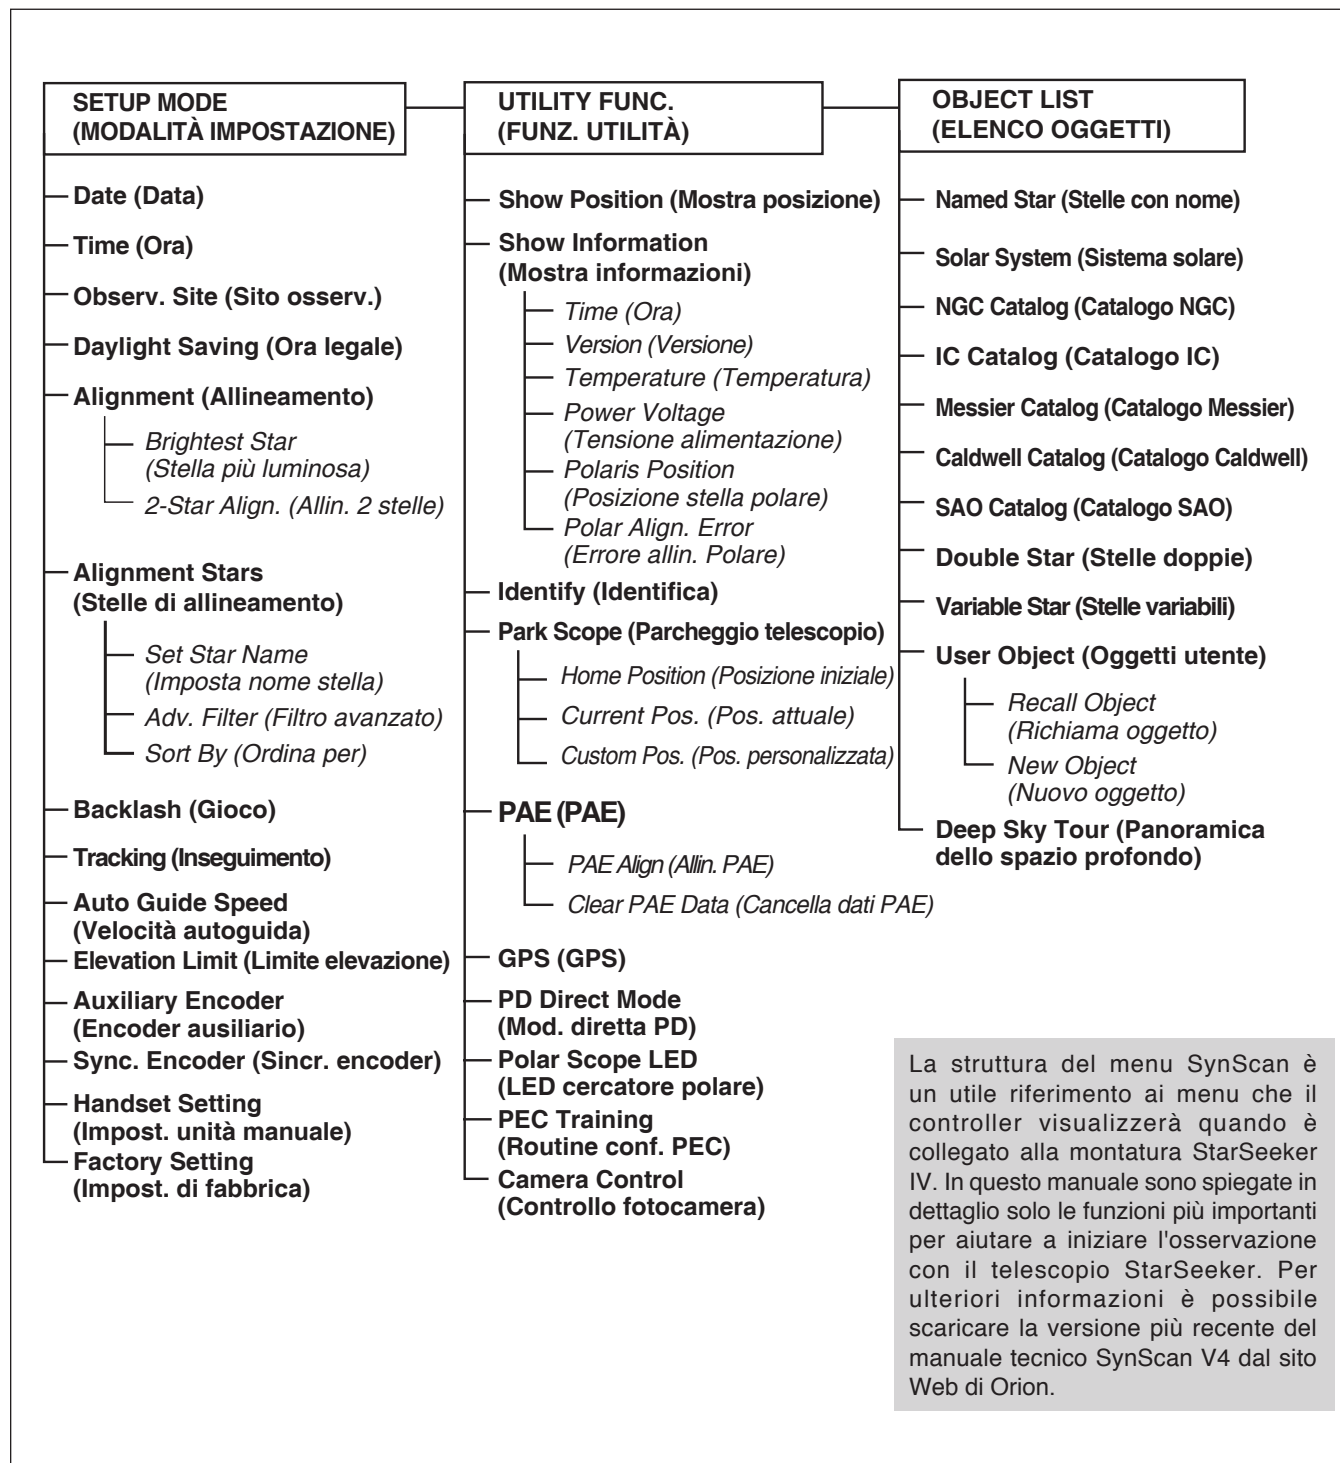 SETUP MODE
(MODALITÀ IMPOSTAZIONE)
Date (Data)
Time (Ora)
Observ. Site (Sito osserv.)
Daylight Saving (Ora legale)
Alignment (Allineamento)
Brightest Star
(Stella più luminosa)
2-Star Align. (Allin. 2 stelle)
Alignment Stars
(Stelle di allineamento)
Set Star Name
(Imposta nome stella)
Adv. Filter (Filtro avanzato)
Sort By (Ordina per)
Backlash (Gioco)
Tracking (Inseguimento)
Auto Guide Speed
(Velocità autoguida)
Elevation Limit (Limite elevazione)
Auxiliary Encoder
(Encoder ausiliario)
Sync. Encoder (Sincr. encoder)
Handset Setting
(Impost. unità manuale)
Factory Setting
(Impost. di fabbrica)
UTILITY FUNC.
(FUNZ. UTILITÀ)
Show Position (Mostra posizione)
Show Information
(Mostra informazioni)
Time (Ora)
Version (Versione)
Temperature (Temperatura)
Power Voltage
(Tensione alimentazione)
Polaris Position
(Posizione stella polare)
Polar Align. Error
(Errore allin. Polare)
Identify (Identifica)
Park Scope (Parcheggio telescopio)
Home Position (Posizione iniziale)
Current Pos. (Pos. attuale)
Custom Pos. (Pos. personalizzata)
PAE (PAE)
PAE Align (Allin. PAE)
Clear PAE Data (Cancella dati PAE)
GPS (GPS)
PD Direct Mode
(Mod. diretta PD)
Polar Scope LED
(LED cercatore polare)
PEC Training
(Routine conf. PEC)
Camera Control
(Controllo fotocamera)
OBJECT LIST
(ELENCO OGGETTI)
Named Star (Stelle con nome)
Solar System (Sistema solare)
NGC Catalog (Catalogo NGC)
IC Catalog (Catalogo IC)
Messier Catalog (Catalogo Messier)
Caldwell Catalog (Catalogo Caldwell)
SAO Catalog (Catalogo SAO)
Double Star (Stelle doppie)
Variable Star (Stelle variabili)
User Object (Oggetti utente)
Recall Object
(Richiama oggetto)
New Object
(Nuovo oggetto)
Deep Sky Tour (Panoramica
dello spazio profondo)
La struttura del menu SynScan è
un utile riferimento ai menu che il
controller visualizzerà quando è
collegato alla montatura StarSeeker
IV. In questo manuale sono spiegate in
dettaglio solo le funzioni più importanti
per aiutare a iniziare l'osservazione
con il telescopio StarSeeker. Per
ulteriori informazioni è possibile
scaricare la versione più recente del
manuale tecnico SynScan V4 dal sito
Web di Orion.